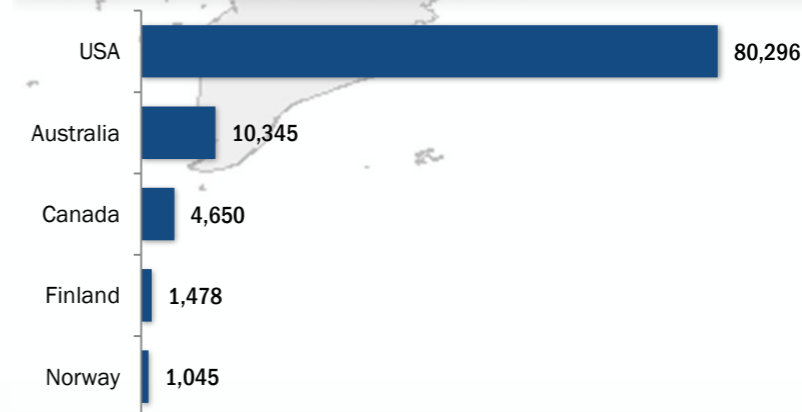 USA 80,296
Australia 10,345
Canada 4,650
Finland 1,478
Norway 1,045